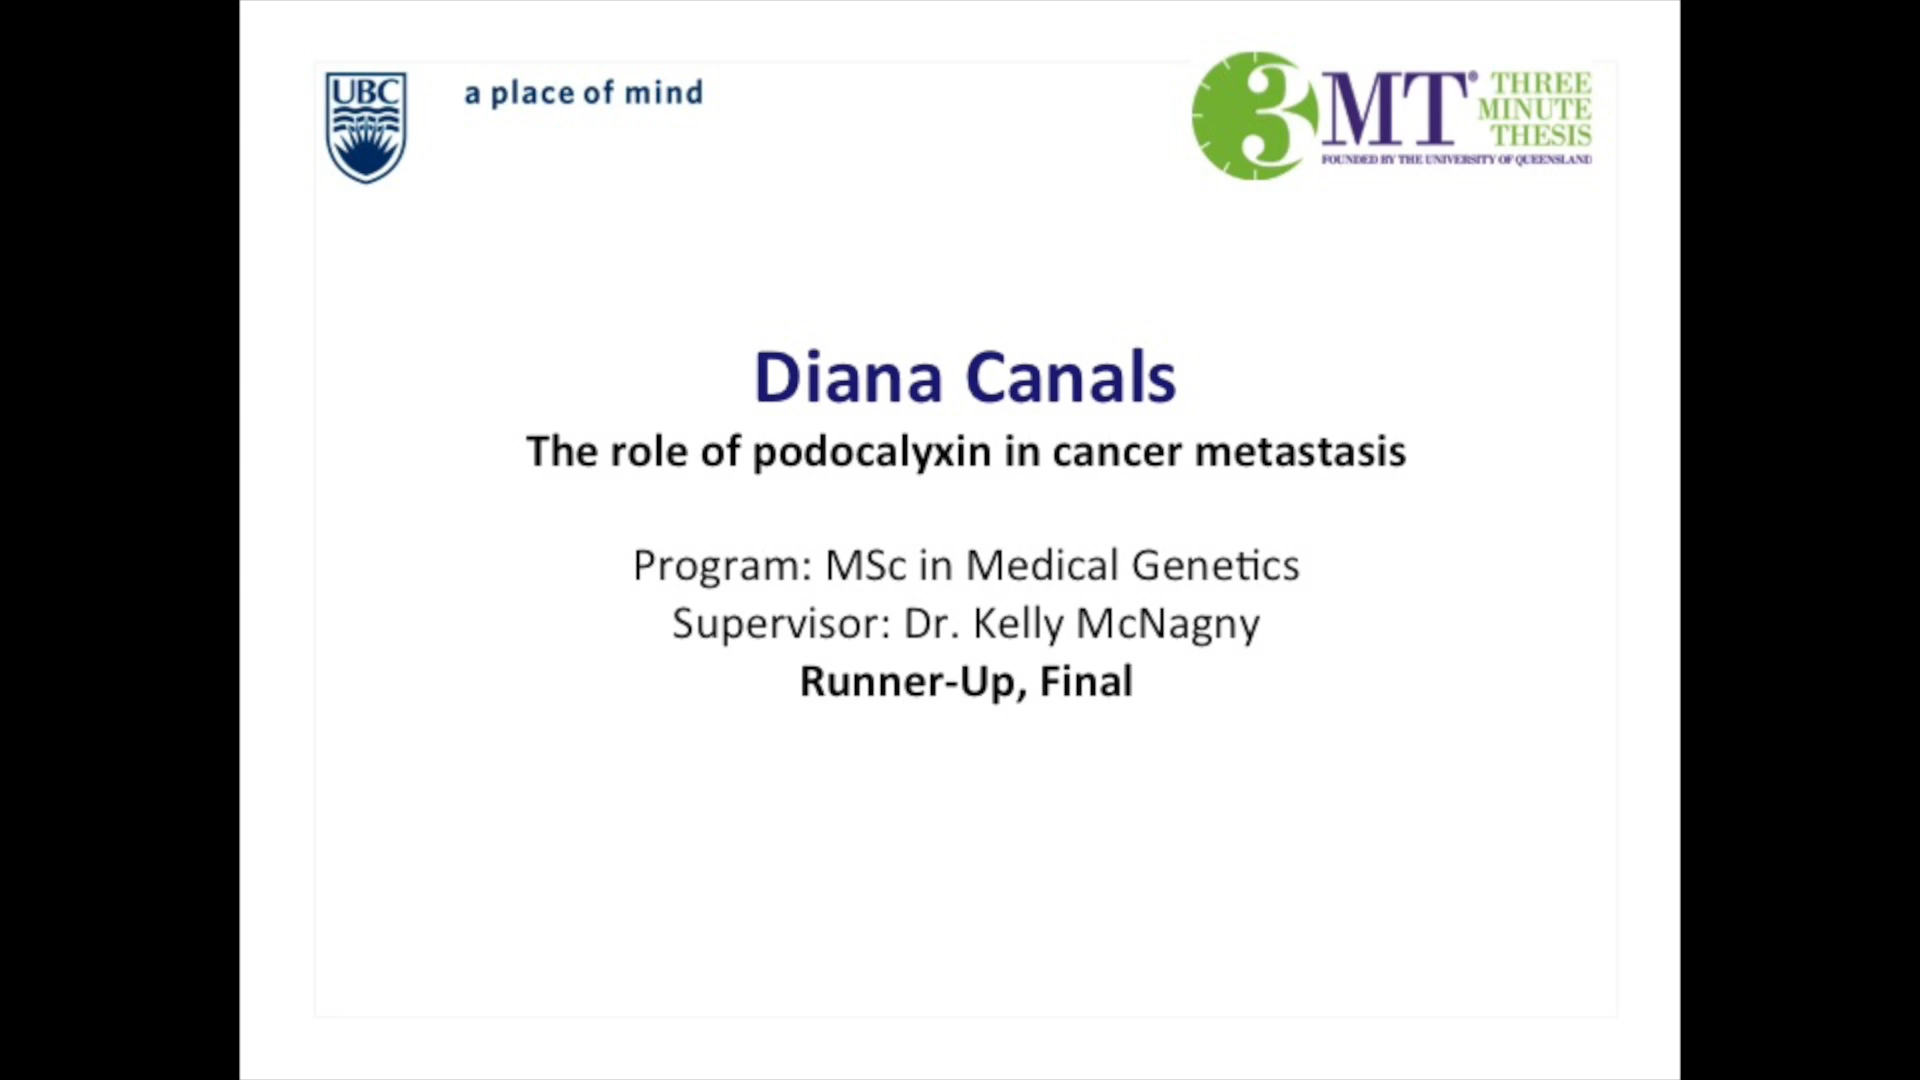 UBC
a place of mind
3MT® THREE MINUTE THESIS
FOUNDED BY THE UNIVERSITY OF QUEENSLAND
Diana Canals
The role of podocalyxin in cancer metastasis
Program: MSc in Medical Genetics
Supervisor: Dr. Kelly McNagny
Runner-Up, Final